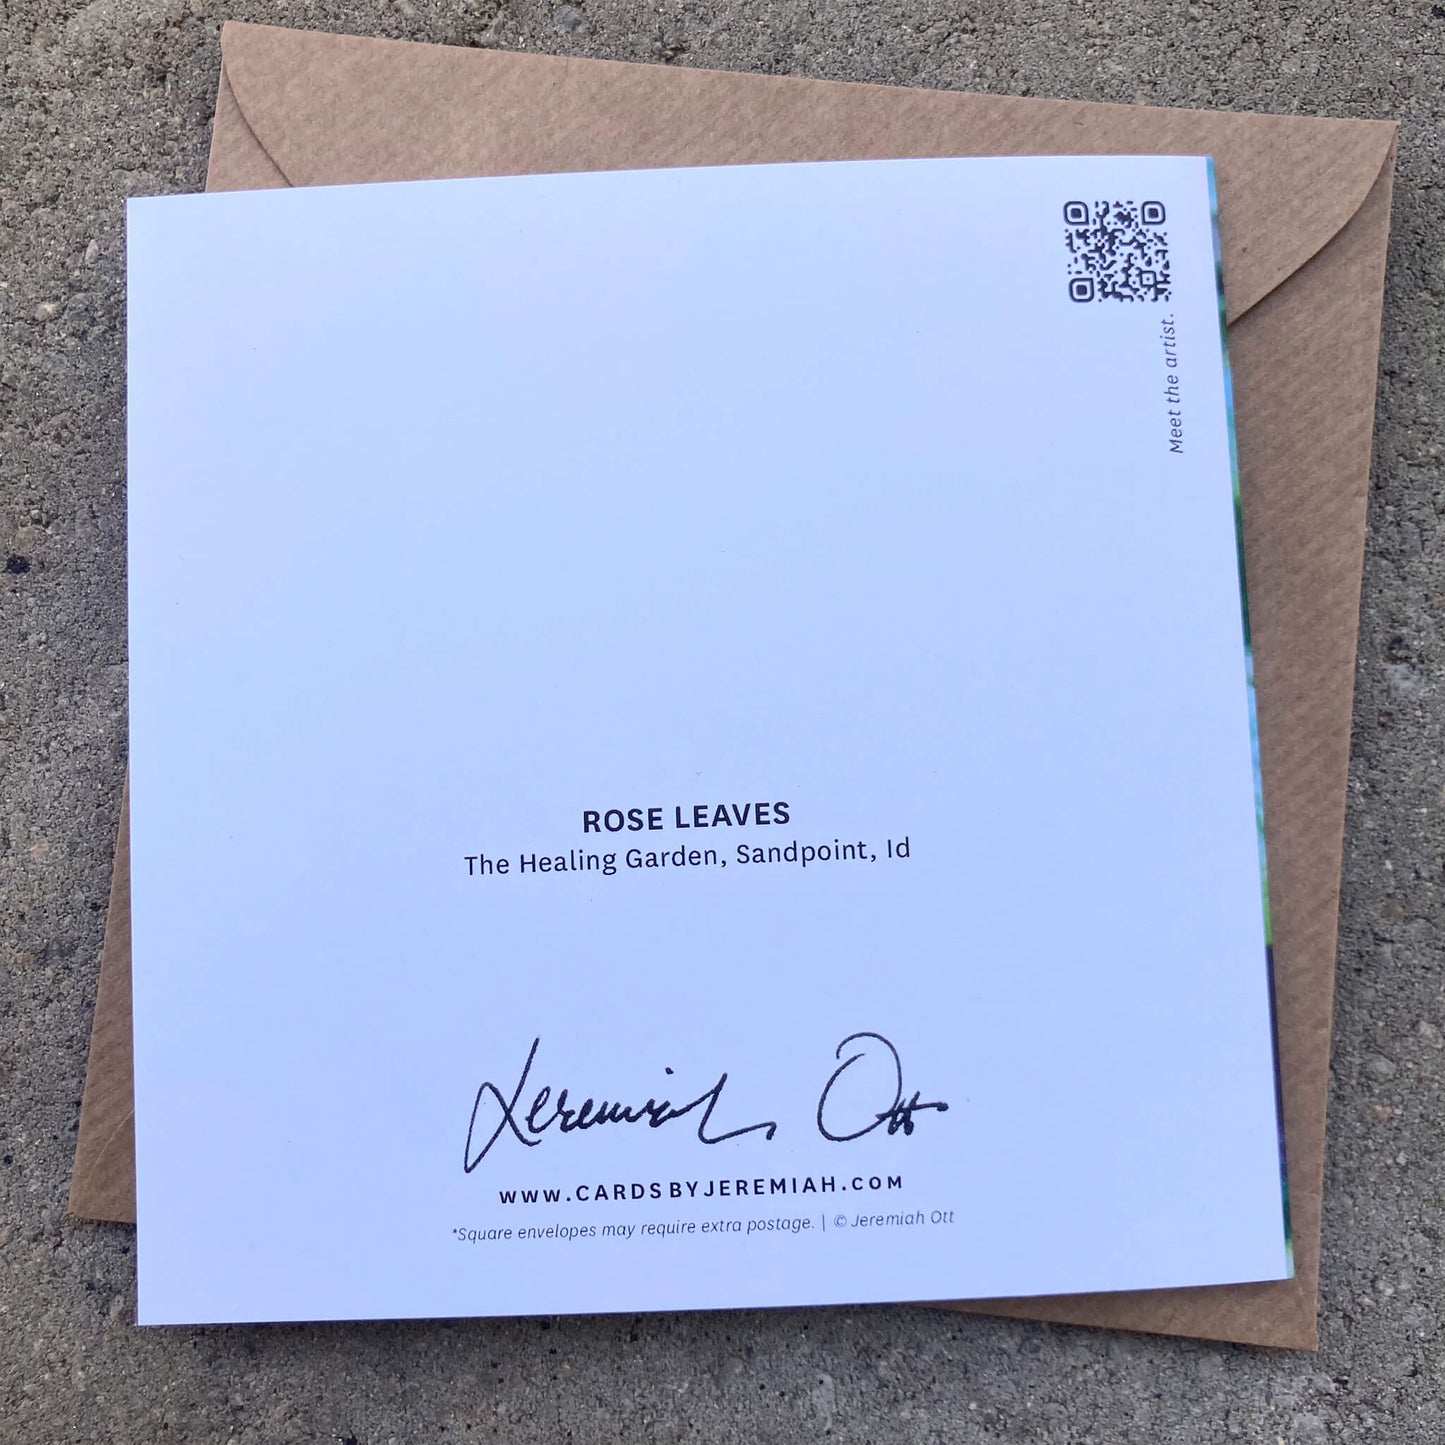 Meet the artist.
ROSE LEAVES
The Healing Garden, Sandpoint, Id
Jeremiah Ott
WWW.CARDSBYJEREMIAH.COM
*Square envelopes may require extra postage. | © Jeremiah Ott